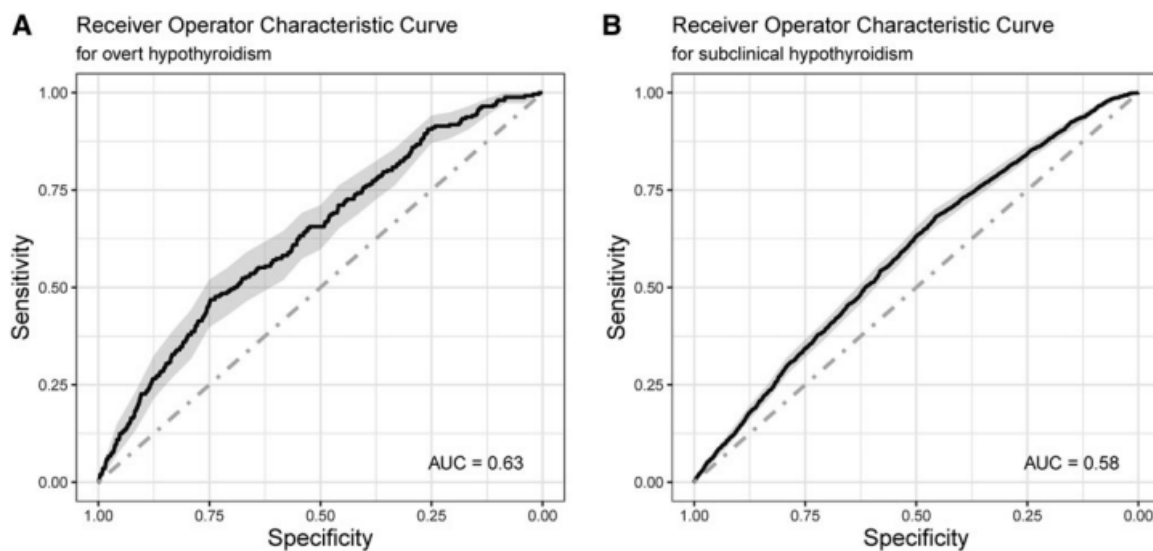 A
Receiver Operator Characteristic Curve
for overt hypothyroidism
1.00
0.75
0.50
0.25
0.00
Sensitivity
AUC = 0.63
1.00 0.75 0.50 0.25 0.00
Specificity
B
Receiver Operator Characteristic Curve
for subclinical hypothyroidism
1.00
0.75
0.50
0.25
0.00
Sensitivity
AUC = 0.58
1.00 0.75 0.50 0.25 0.00
Specificity